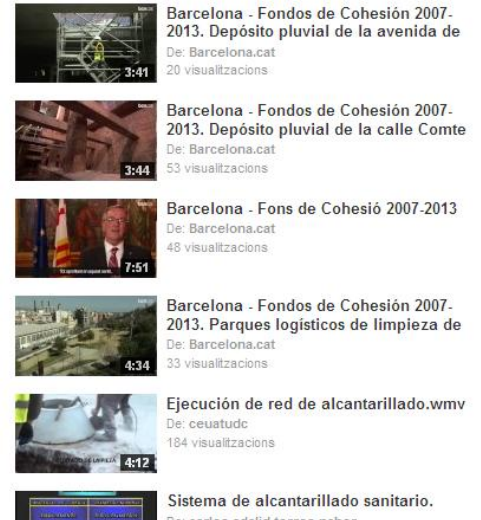 Barcelona - Fondos de Cohesión 2007-
2013. Depósito pluvial de la avenida de
De: Barcelona.cat
3:41
20 visualitzacions
Barcelona - Fondos de Cohesión 2007-
2013. Depósito pluvial de la calle Comte
De: Barcelona.cat
3:44
53 visualitzacions
Barcelona - Fons de Cohesió 2007-2013
De: Barcelona.cat
48 visualitzacions
7:51
Barcelona - Fondos de Cohesión 2007-
2013. Parques logísticos de limpieza de
De: Barcelona.cat
4:34
33 visualitzacions
Ejecución de red de alcantarillado.wmv
De: ceuatudc
184 visualitzacions
4:12
Sistema de alcantarillado sanitario.